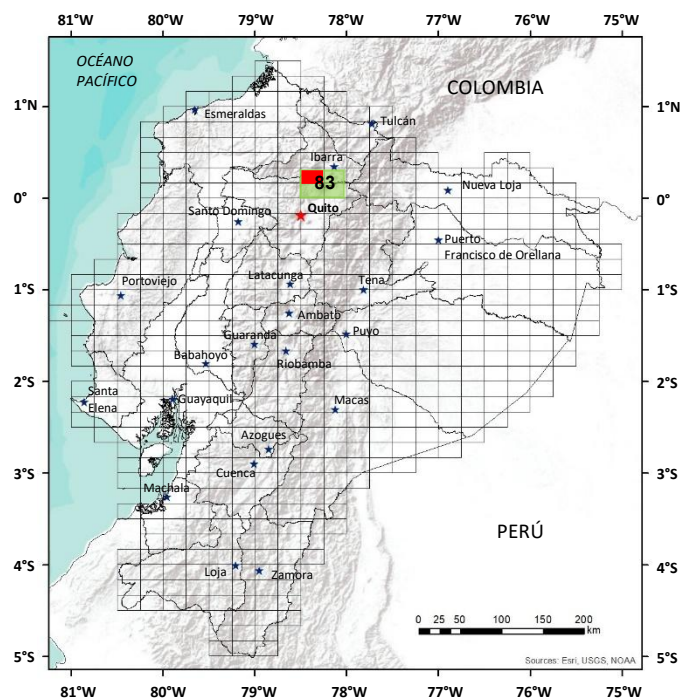 OCÉANO
PACÍFICO
COLOMBIA
1°N
1°N
Esmeraldas
Tulcán
Ibarra
83
Nueva Loja
0°
0°
Santo Domingo
Quito
Puerto
Francisco de Orellana
Latacunga
Tena
Portoviejo
1°S
1°S
Ambato
Guaranda
Puyo
Babahoyo
Riobamba
2°S
2°S
Santa
Elena
Guayaquil
Macas
Azogues
3°S
3°S
Cuenca
Machala
PERÚ
4°S
4°S
Loja
Zamora
0 25 50 100 150 200
km
5°S
5°S
Sources: Esri, USGS, NOAA
81°W 80°W 79°W 78°W 77°W 76°W 75°W
81°W 80°W 79°W 78°W 77°W 76°W 75°W